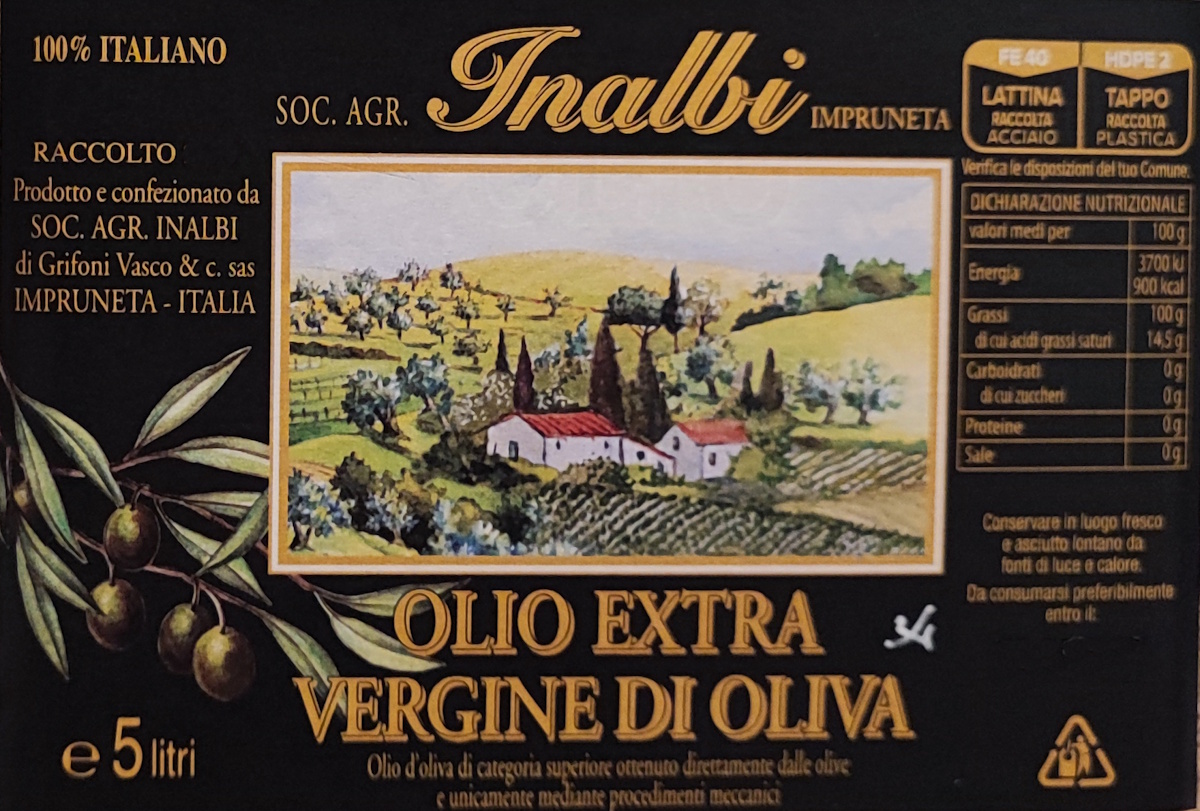 100% ITALIANO
SOC. AGR. Inalbi IMPRUNETA
RACCOLTO
Prodotto e confezionato da
SOC. AGR. INALBI
di Grifoni Vasco & c. sas
IMPRUNETA - ITALIA
FE 40 HDPE 2
LATTINA TAPPO
RACCOLTA RACCOLTA
ACCIAIO PLASTICA
Verifica le disposizioni del tuo Comune.
DICHIARAZIONE NUTRIZIONALE
valori medi per 100 g
Energia 3700 kJ
900 kcal
Grassi 100 g
di cui acidi grassi saturi 14,5 g
Carboidrati 0 g
di cui zuccheri 0 g
Proteine 0 g
Sale 0 g
Conservare in luogo fresco
e asciutto lontano da
fonti di luce e calore.
Da consumarsi preferibilmente
entro il:
OLIO EXTRA
VERGINE DI OLIVA
Olio d'oliva di categoria superiore ottenuto direttamente dalle olive
e unicamente mediante procedimenti meccanici
e 5 litri